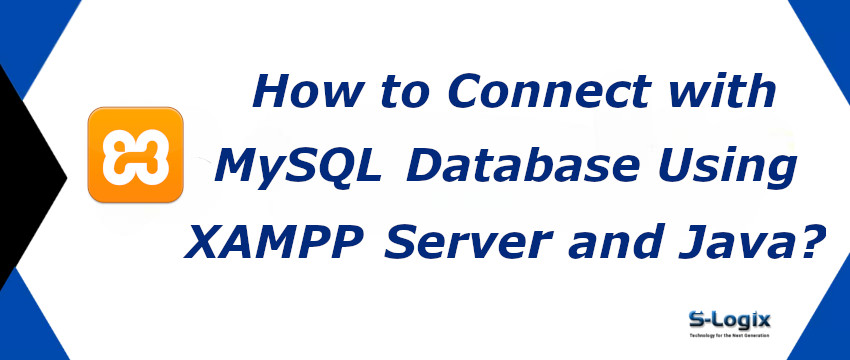 How to Connect with
MySQL Database Using
XAMPP Server and Java?
S-Logix
Technology for the Next Generation